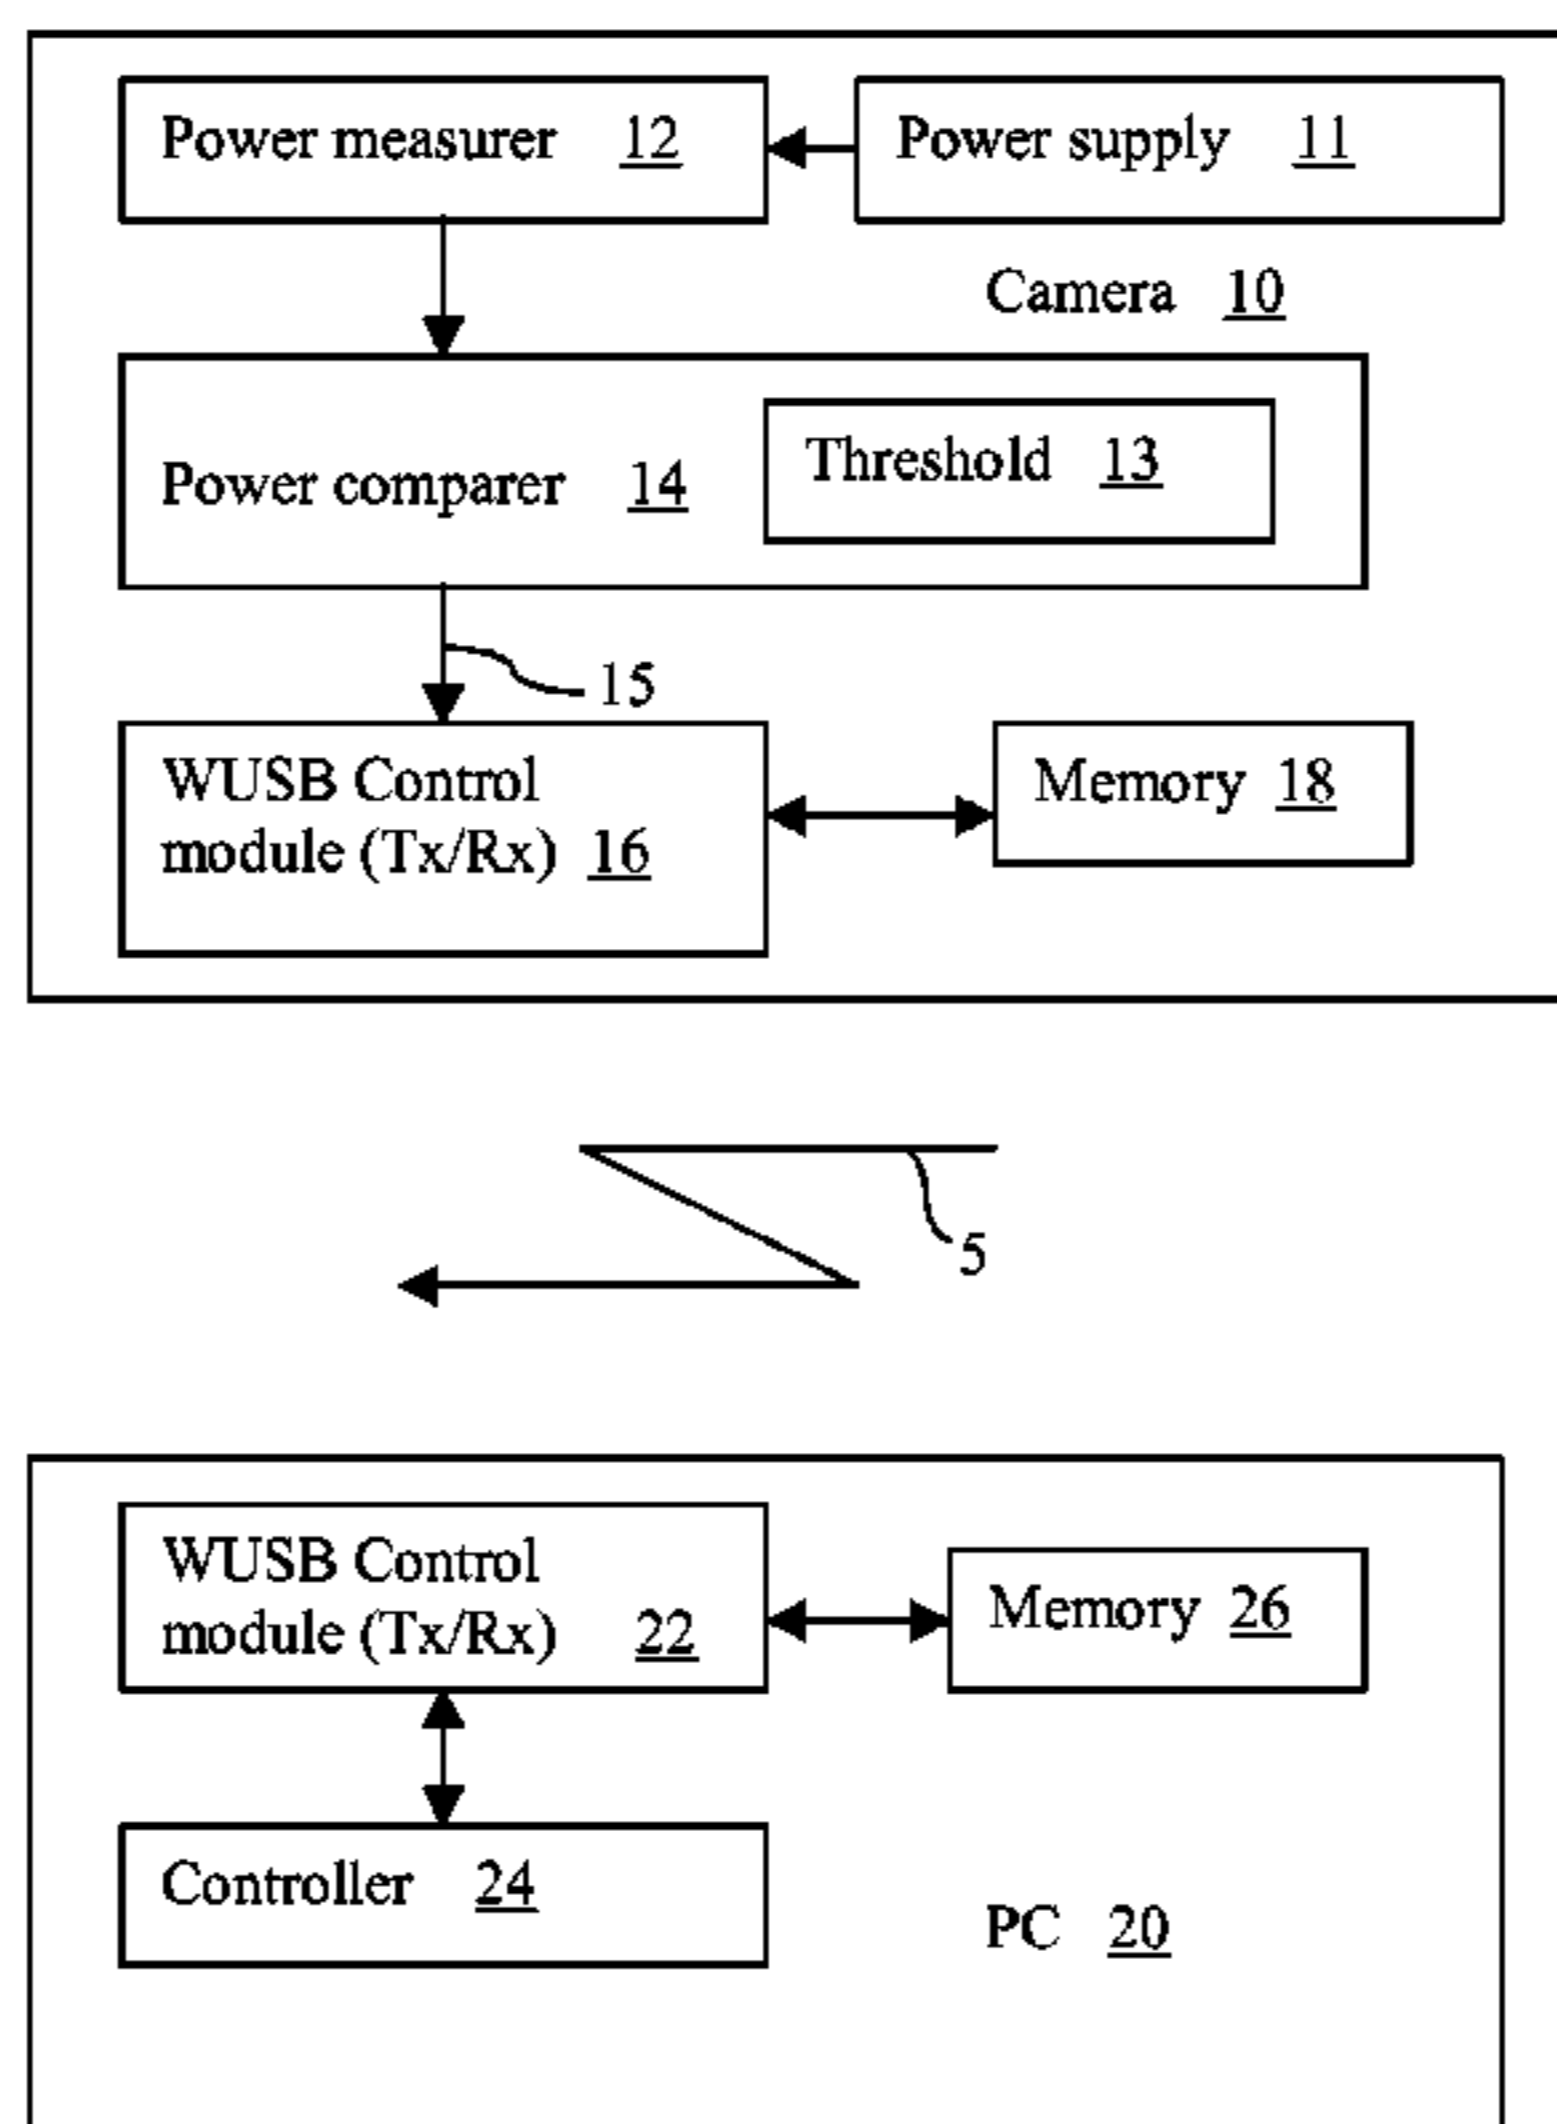 Power measurer 12
Power supply 11
Camera 10
Threshold 13
Power comparer 14
15
WUSB Control
module (Tx/Rx) 16
Memory 18
5
WUSB Control
module (Tx/Rx) 22
Memory 26
Controller 24
PC 20